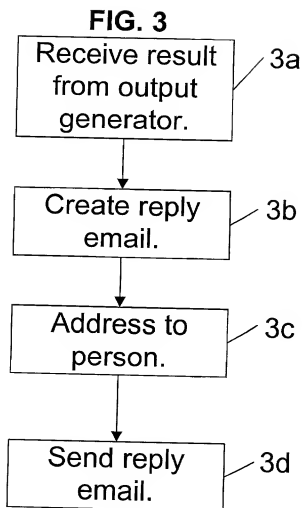 FIG. 3
Receive result
from output
generator.
3a
Create reply
email.
3b
Address to
person.
3c
Send reply
email.
3d